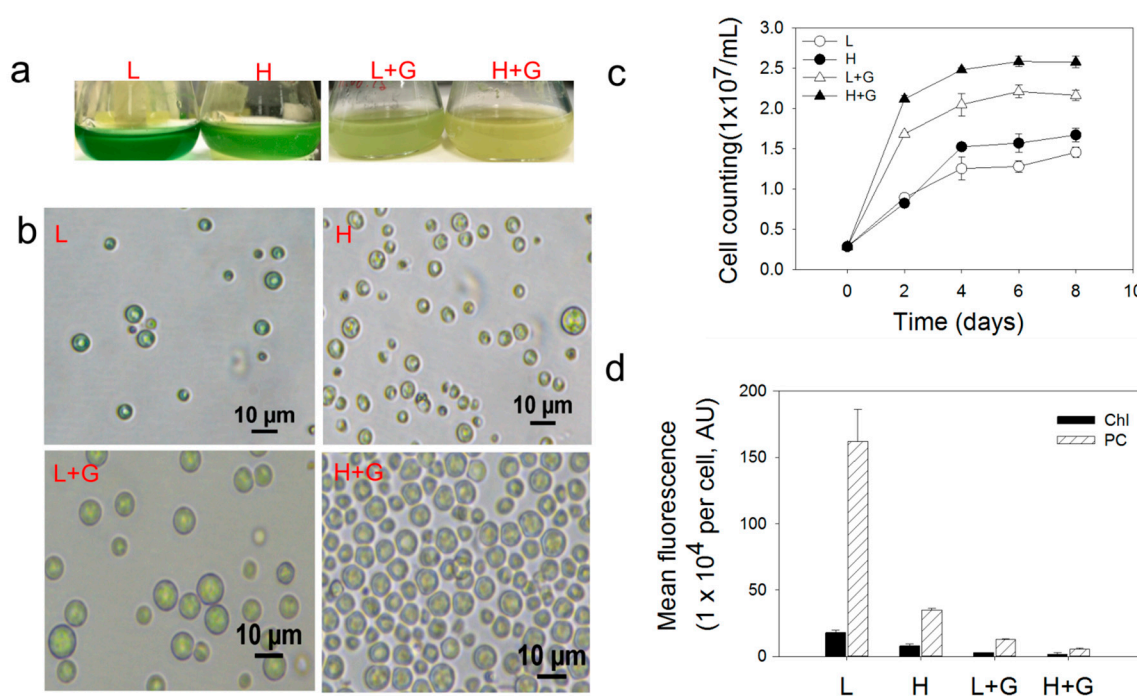 a
L
H
L+G
H+G
b
L
10 µm
H
10 µm
L+G
10 µm
H+G
10 µm
c
L
H
L+G
H+G
Cell counting(1x10⁷/mL)
3.0
2.5
2.0
1.5
1.0
0.5
0.0
0 2 4 6 8 10
Time (days)
d
Chl
PC
Mean fluorescence
(1 x 10⁴ per cell, AU)
200
150
100
50
0
L H L+G H+G